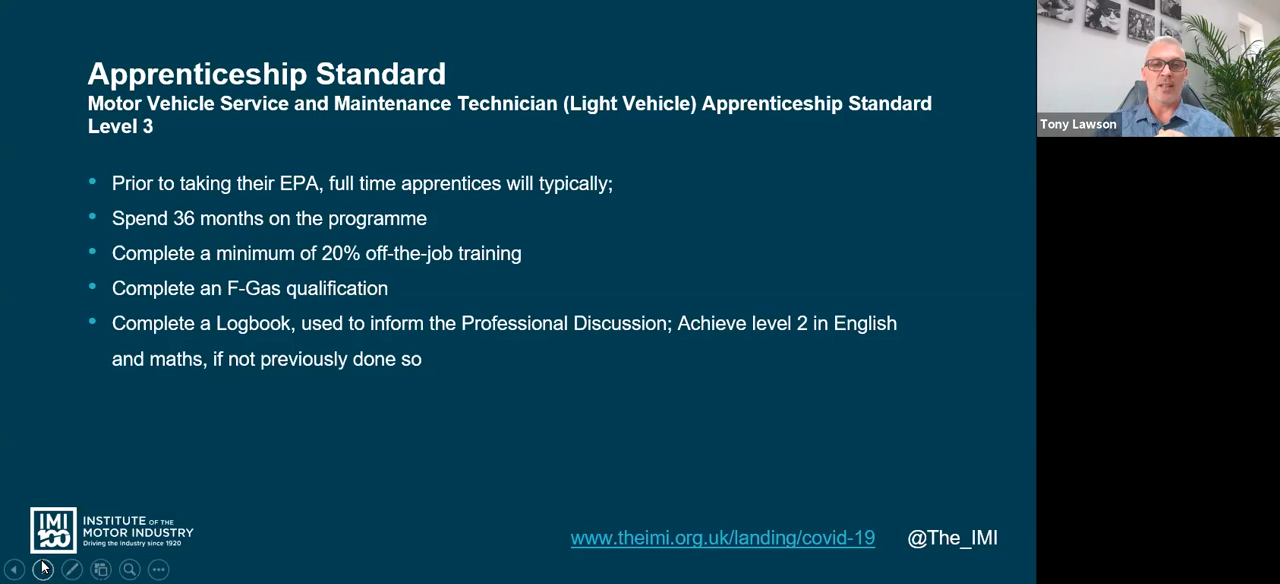 Apprenticeship Standard
Motor Vehicle Service and Maintenance Technician (Light Vehicle) Apprenticeship Standard
Level 3
• Prior to taking their EPA, full time apprentices will typically;
• Spend 36 months on the programme
• Complete a minimum of 20% off-the-job training
• Complete an F-Gas qualification
• Complete a Logbook, used to inform the Professional Discussion; Achieve level 2 in English
and maths, if not previously done so
IMI
100
INSTITUTE OF THE
MOTOR INDUSTRY
Driving the industry since 1920
www.theimi.org.uk/landing/covid-19
@The_IMI
Tony Lawson